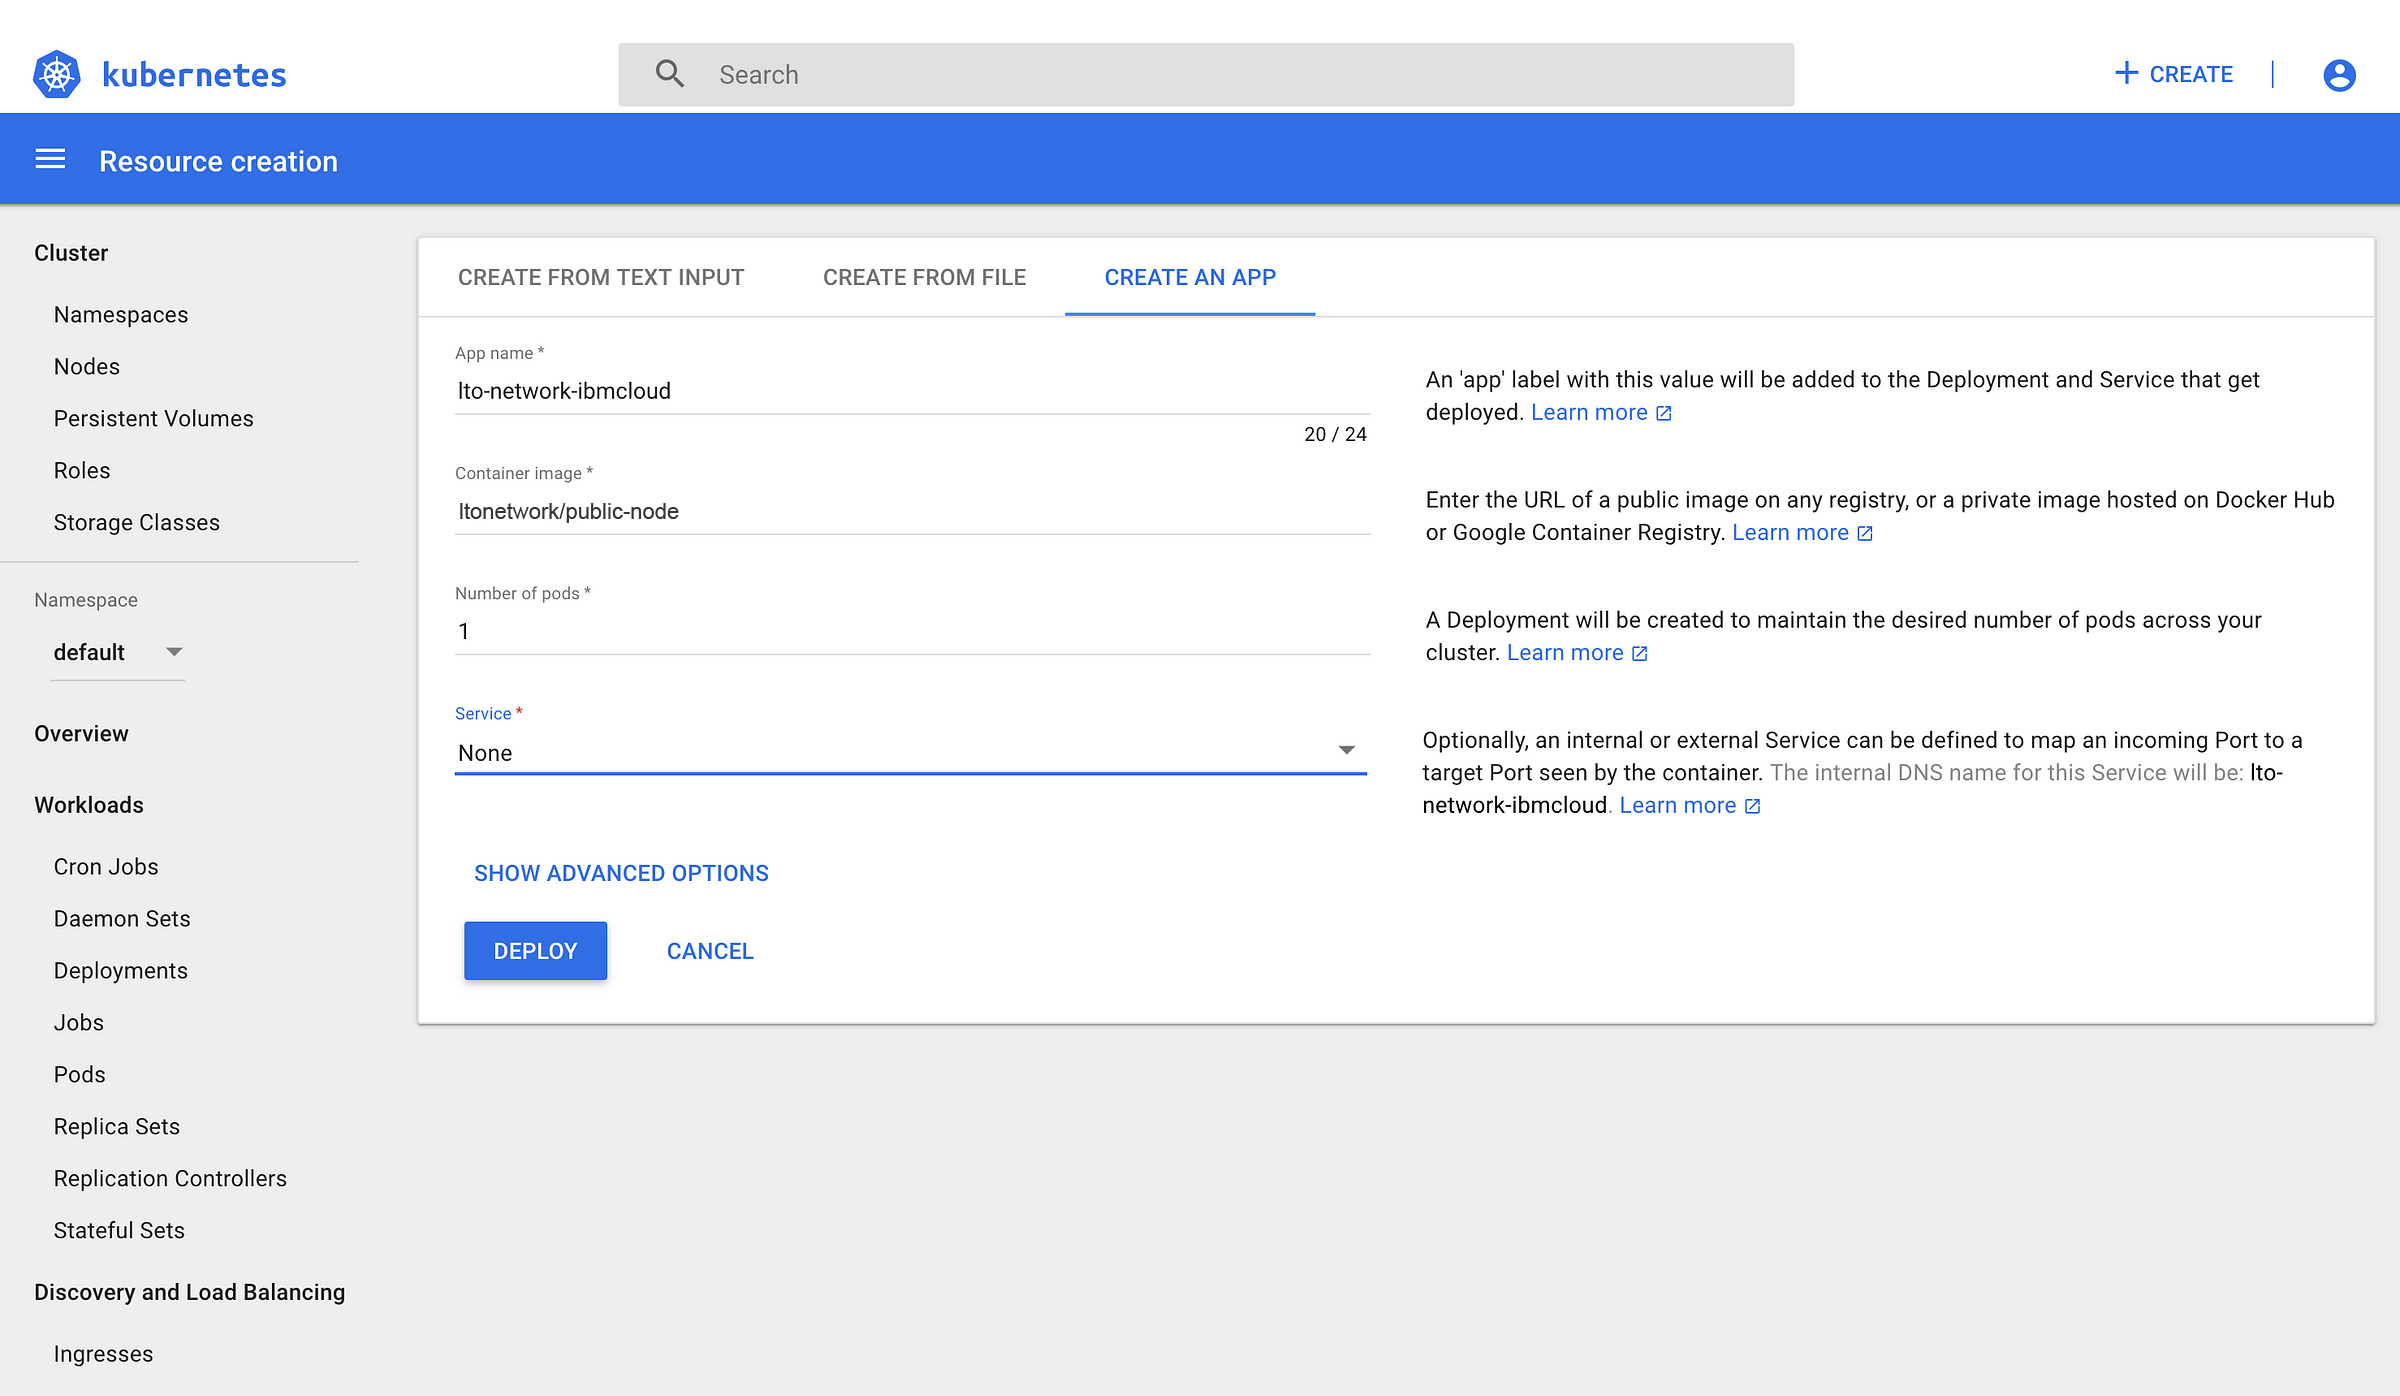 kubernetes
Search
CREATE
Resource creation
Cluster
Namespaces
Nodes
Persistent Volumes
Roles
Storage Classes
Namespace
default
Overview
Workloads
Cron Jobs
Daemon Sets
Deployments
Jobs
Pods
Replica Sets
Replication Controllers
Stateful Sets
Discovery and Load Balancing
Ingresses
CREATE FROM TEXT INPUT
CREATE FROM FILE
CREATE AN APP
App name *
lto-network-ibmcloud
20 / 24
An 'app' label with this value will be added to the Deployment and Service that get
deployed. Learn more
Container image *
ltonetwork/public-node
Enter the URL of a public image on any registry, or a private image hosted on Docker Hub
or Google Container Registry. Learn more
Number of pods *
1
A Deployment will be created to maintain the desired number of pods across your
cluster. Learn more
Service *
None
Optionally, an internal or external Service can be defined to map an incoming Port to a
target Port seen by the container. The internal DNS name for this Service will be: lto-
network-ibmcloud. Learn more
SHOW ADVANCED OPTIONS
DEPLOY
CANCEL